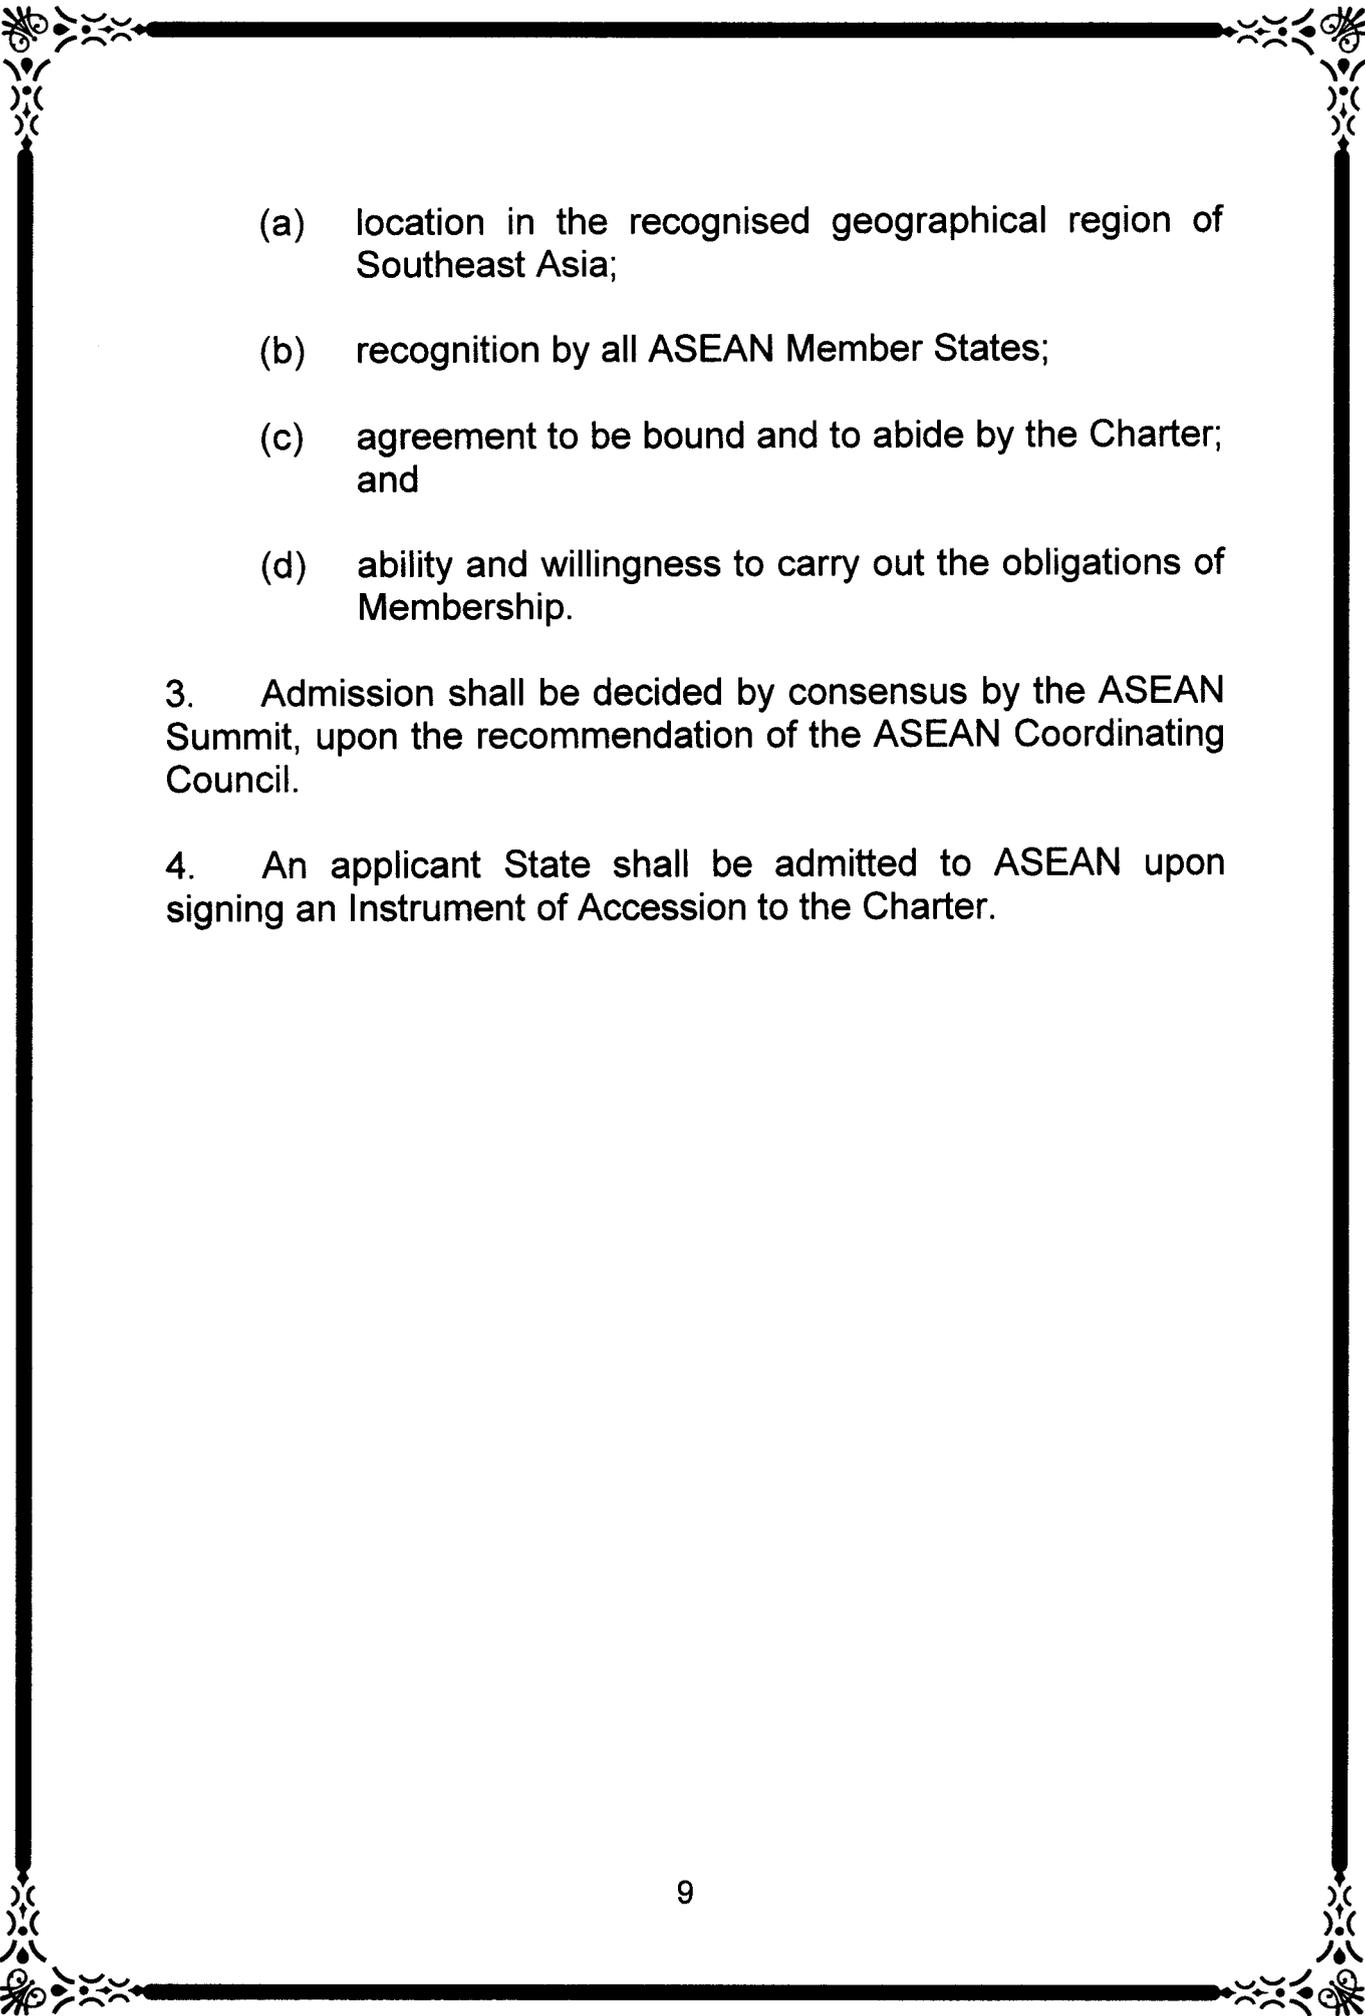 (a) location in the recognised geographical region of
Southeast Asia;
(b) recognition by all ASEAN Member States;
(c) agreement to be bound and to abide by the Charter;
and
(d) ability and willingness to carry out the obligations of
Membership.
3. Admission shall be decided by consensus by the ASEAN
Summit, upon the recommendation of the ASEAN Coordinating
Council.
4. An applicant State shall be admitted to ASEAN upon
signing an Instrument of Accession to the Charter.
9